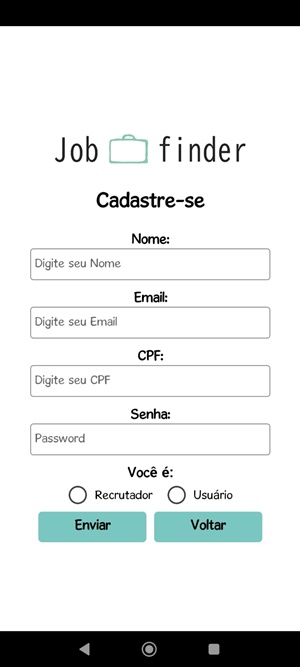 Job finder
Cadastre-se
Nome:
Digite seu Nome
Email:
Digite seu Email
CPF:
Digite seu CPF
Senha:
Password
Você é:
Recrutador Usuário
Enviar Voltar